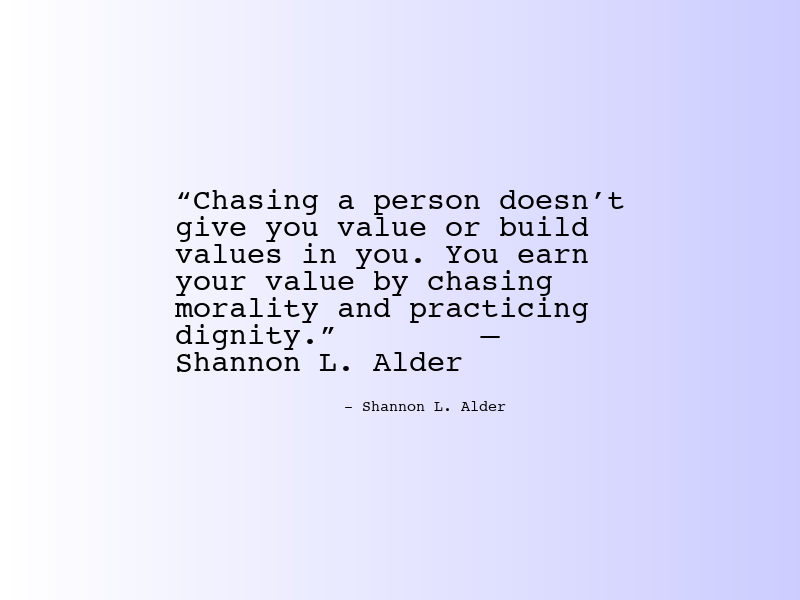 “Chasing a person doesn’t
give you value or build
values in you. You earn
your value by chasing
morality and practicing
dignity.” —
Shannon L. Alder
– Shannon L. Alder